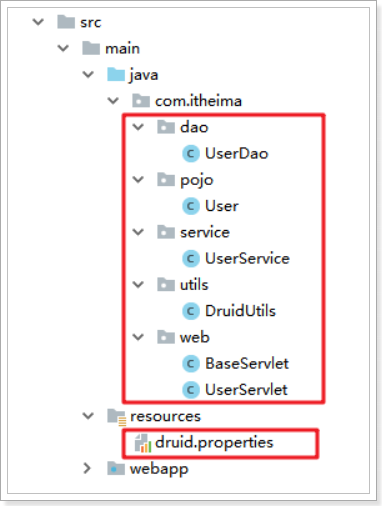 src
main
java
com.itheima
dao
UserDao
pojo
User
service
UserService
utils
DruidUtils
web
BaseServlet
UserServlet
resources
druid.properties
webapp